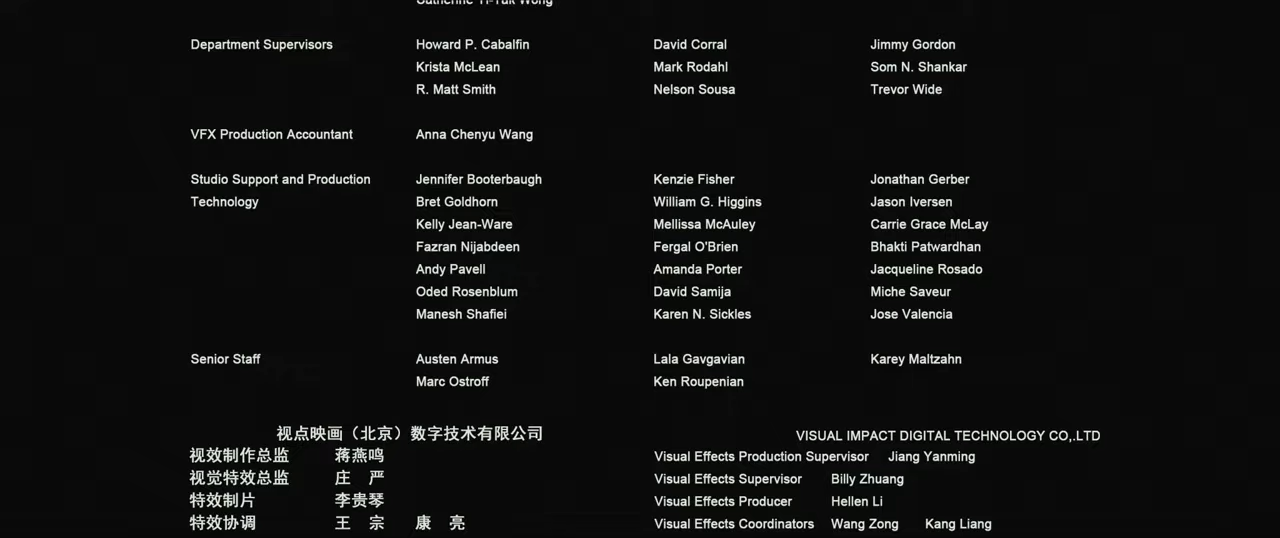 Catherine Yi-Yuk Wong
Department Supervisors Howard P. Cabalfin David Corral Jimmy Gordon
Krista McLean Mark Rodahl Som N. Shankar
R. Matt Smith Nelson Sousa Trevor Wide
VFX Production Accountant Anna Chenyu Wang
Studio Support and Production Jennifer Booterbaugh Kenzie Fisher Jonathan Gerber
Technology Bret Goldhorn William G. Higgins Jason Iversen
Kelly Jean-Ware Mellissa McAuley Carrie Grace McLay
Fazran Nijabdeen Fergal O'Brien Bhakti Patwardhan
Andy Pavell Amanda Porter Jacqueline Rosado
Oded Rosenblum David Samija Miche Saveur
Manesh Shafiei Karen N. Sickles Jose Valencia
Senior Staff Austen Armus Lala Gavgavian Karey Maltzahn
Marc Ostroff Ken Roupenian
视点映画（北京）数字技术有限公司 VISUAL IMPACT DIGITAL TECHNOLOGY CO,.LTD
视效制作总监 蒋燕鸣 Visual Effects Production Supervisor Jiang Yanming
视觉特效总监 庄 严 Visual Effects Supervisor Billy Zhuang
特效制片 李贵琴 Visual Effects Producer Hellen Li
特效协调 王 宗 康 亮 Visual Effects Coordinators Wang Zong Kang Liang